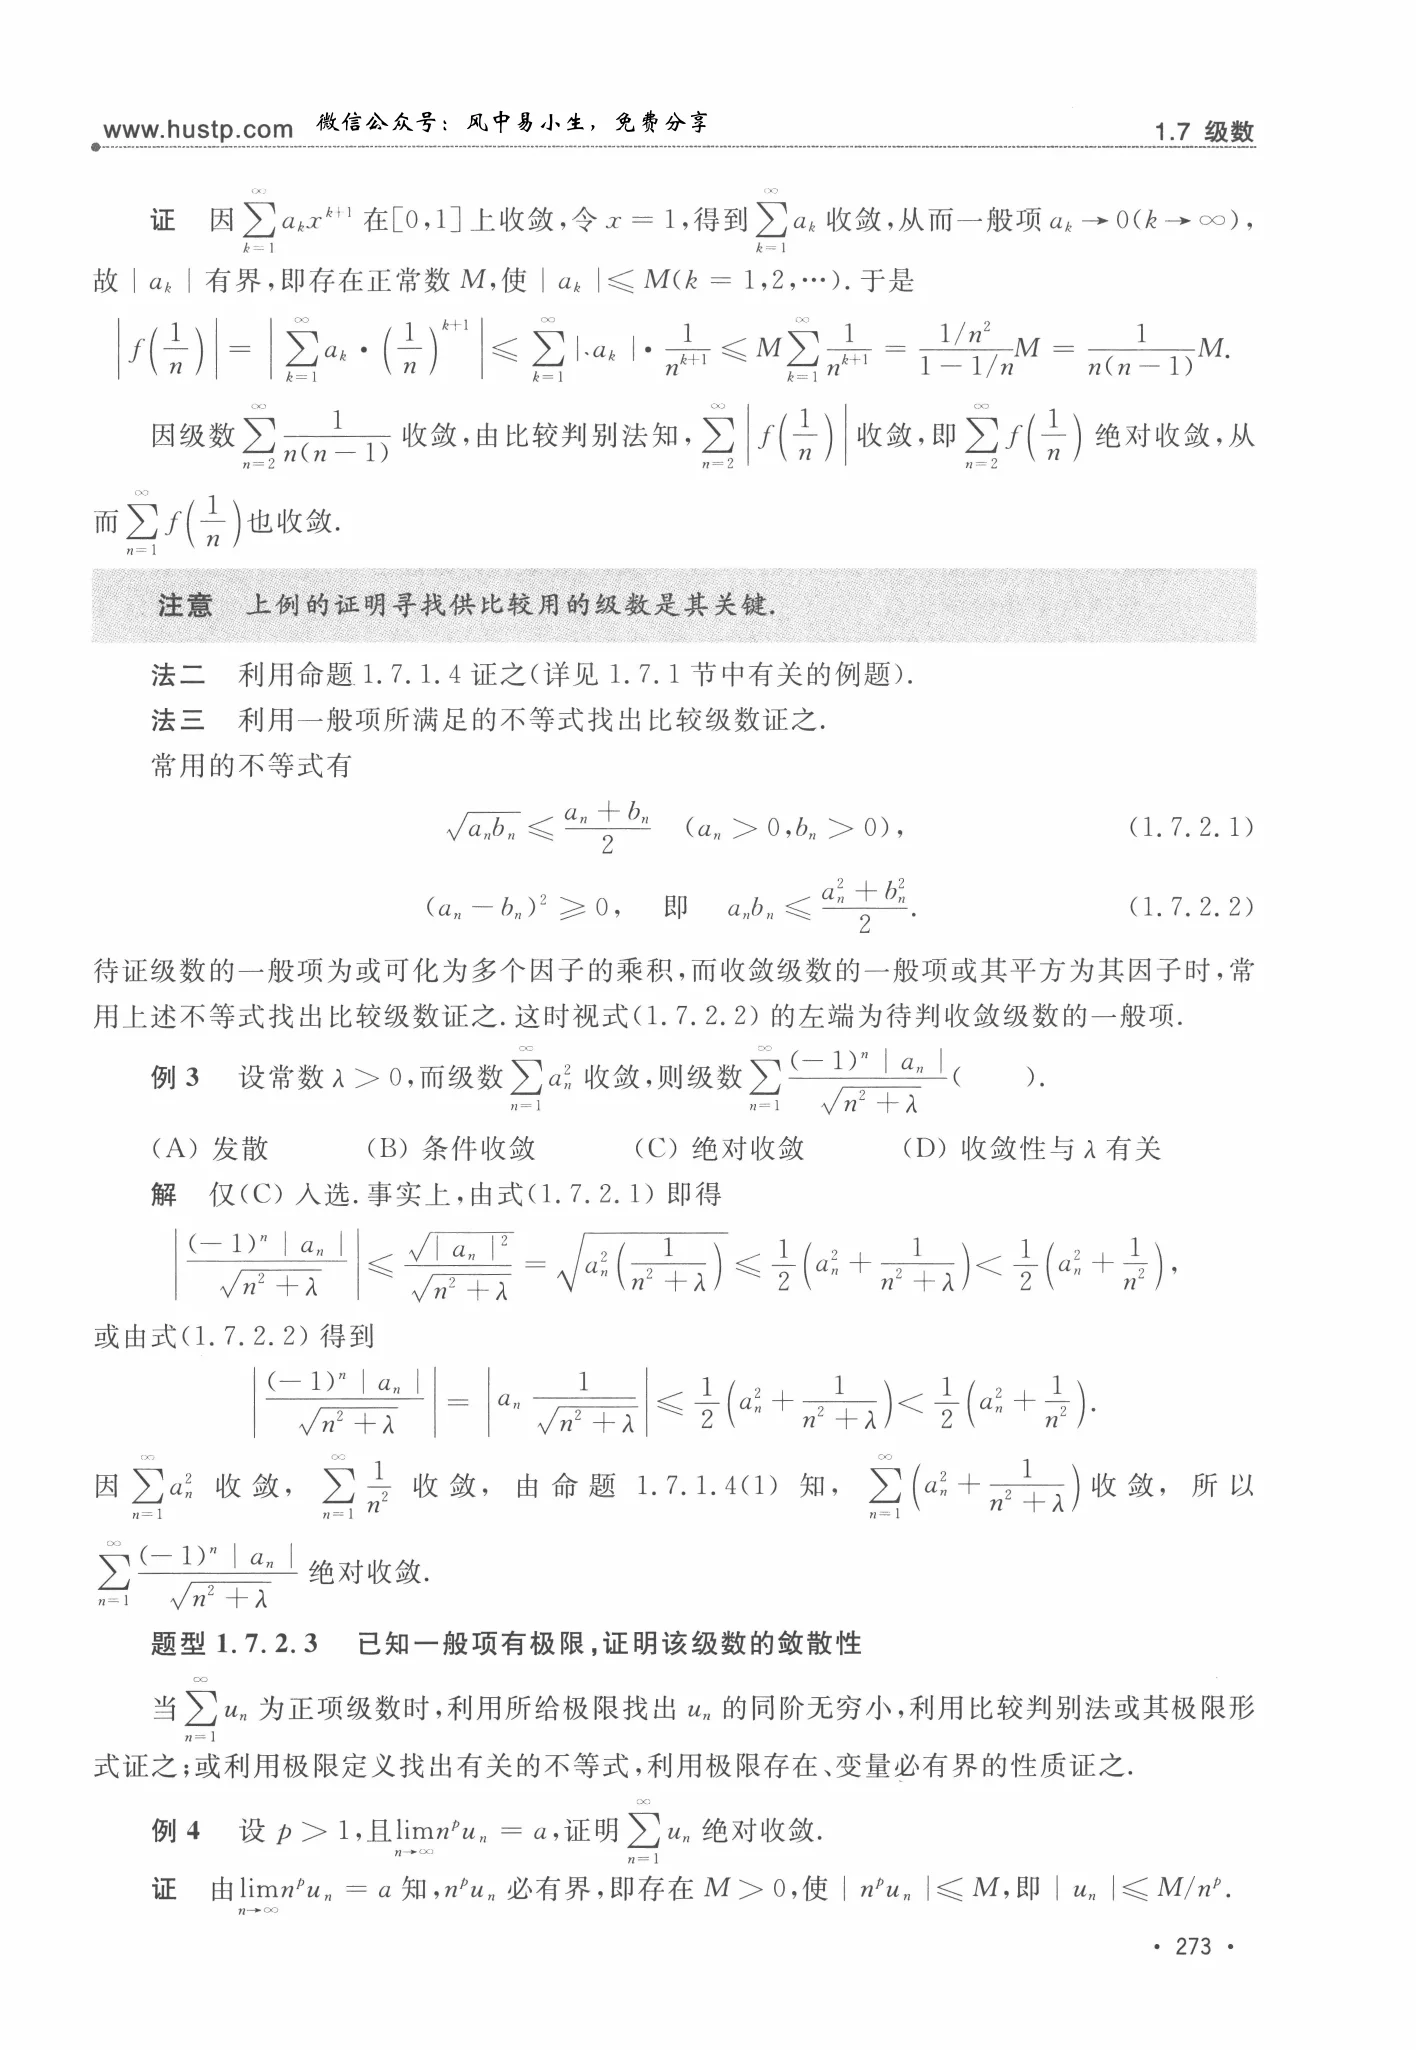 www.hustp.com 微信公众号：风中易小生，免费分享 1.7 级数
证 因 $\sum_{k=1}^{\infty} a_k x^{k+1}$ 在[0,1]上收敛,令 $x = 1$,得到 $\sum_{k=1}^{\infty} a_k$ 收敛,从而一般项 $a_k \to 0(k \to \infty)$,
故 $|a_k|$ 有界,即存在正常数 M,使 $|a_k| \leqslant M(k = 1,2,\cdots)$. 于是
$\left| f\left(\frac{1}{n}\right) \right| = \left| \sum_{k=1}^{\infty} a_k \cdot \left(\frac{1}{n}\right)^{k+1} \right| \leqslant \sum_{k=1}^{\infty} |a_k| \cdot \frac{1}{n^{k+1}} \leqslant M \sum_{k=1}^{\infty} \frac{1}{n^{k+1}} = \frac{1/n^2}{1-1/n} M = \frac{1}{n(n-1)} M.$
因级数 $\sum_{n=2}^{\infty} \frac{1}{n(n-1)}$ 收敛,由比较判别法知, $\sum_{n=2}^{\infty} \left| f\left(\frac{1}{n}\right) \right|$ 收敛,即 $\sum_{n=2}^{\infty} f\left(\frac{1}{n}\right)$ 绝对收敛,从
而 $\sum_{n=1}^{\infty} f\left(\frac{1}{n}\right)$ 也收敛.
注意 上例的证明寻找供比较用的级数是其关键.
法二 利用命题 1.7.1.4 证之(详见 1.7.1 节中有关的例题).
法三 利用一般项所满足的不等式找出比较级数证之.
常用的不等式有
$\sqrt{a_n b_n} \leqslant \frac{a_n + b_n}{2}$ $(a_n > 0, b_n > 0)$, (1.7.2.1)
$(a_n - b_n)^2 \geqslant 0$, 即 $a_n b_n \leqslant \frac{a_n^2 + b_n^2}{2}$. (1.7.2.2)
待证级数的一般项为或可化为多个因子的乘积,而收敛级数的一般项或其平方为其因子时,常
用上述不等式找出比较级数证之. 这时视式(1.7.2.2) 的左端为待判收敛级数的一般项.
例 3 设常数 $\lambda > 0$,而级数 $\sum_{n=1}^{\infty} a_n^2$ 收敛,则级数 $\sum_{n=1}^{\infty} \frac{(-1)^n |a_n|}{\sqrt{n^2 + \lambda}}$ ( ).
(A) 发散 (B) 条件收敛 (C) 绝对收敛 (D) 收敛性与 $\lambda$ 有关
解 仅(C) 入选. 事实上,由式(1.7.2.1) 即得
$\left| \frac{(-1)^n |a_n|}{\sqrt{n^2 + \lambda}} \right| \leqslant \frac{\sqrt{|a_n|^2}}{\sqrt{n^2 + \lambda}} = \sqrt{a_n^2 \left(\frac{1}{n^2 + \lambda}\right)} \leqslant \frac{1}{2}\left(a_n^2 + \frac{1}{n^2 + \lambda}\right) < \frac{1}{2}\left(a_n^2 + \frac{1}{n^2}\right)$,
或由式(1.7.2.2) 得到
$\left| \frac{(-1)^n |a_n|}{\sqrt{n^2 + \lambda}} \right| = \left| a_n \frac{1}{\sqrt{n^2 + \lambda}} \right| \leqslant \frac{1}{2}\left(a_n^2 + \frac{1}{n^2 + \lambda}\right) < \frac{1}{2}\left(a_n^2 + \frac{1}{n^2}\right)$.
因 $\sum_{n=1}^{\infty} a_n^2$ 收敛, $\sum_{n=1}^{\infty} \frac{1}{n^2}$ 收敛, 由命题 1.7.1.4(1) 知, $\sum_{n=1}^{\infty} \left(a_n^2 + \frac{1}{n^2 + \lambda}\right)$ 收敛, 所以
$\sum_{n=1}^{\infty} \frac{(-1)^n |a_n|}{\sqrt{n^2 + \lambda}}$ 绝对收敛.
题型 1.7.2.3 已知一般项有极限,证明该级数的敛散性
当 $\sum_{n=1}^{\infty} u_n$ 为正项级数时,利用所给极限找出 $u_n$ 的同阶无穷小,利用比较判别法或其极限形
式证之;或利用极限定义找出有关的不等式,利用极限存在、变量必有界的性质证之.
例 4 设 $p > 1$,且 $\lim_{n \to \infty} n^p u_n = a$,证明 $\sum_{n=1}^{\infty} u_n$ 绝对收敛.
证 由 $\lim_{n \to \infty} n^p u_n = a$ 知,$n^p u_n$ 必有界,即存在 $M > 0$,使 $|n^p u_n| \leqslant M$,即 $|u_n| \leqslant M/n^p$.
· 273 ·